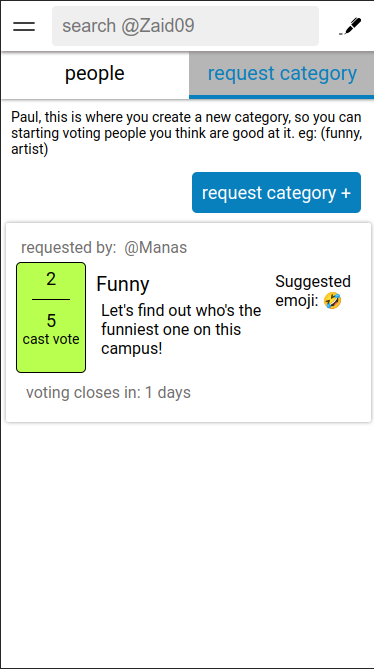 search @Zaid09
people
request category
Paul, this is where you create a new category, so you can
starting voting people you think are good at it. eg: (funny,
artist)
request category +
requested by: @Manas
2
5
cast vote
Funny
Let's find out who's the
funniest one on this
campus!
Suggested
emoji: 🤣
voting closes in: 1 days